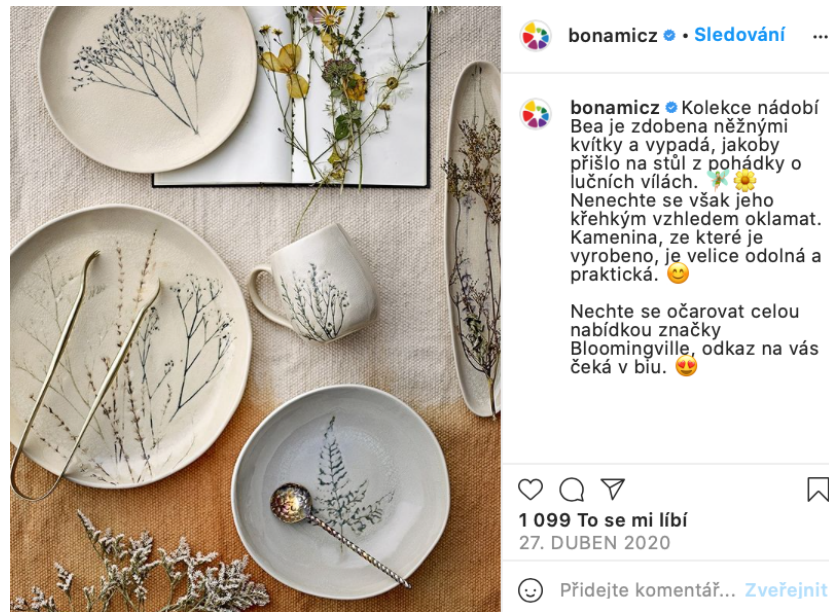 bonamicz • Sledování ...
bonamicz Kolekce nádobí
Bea je zdobena něžnými
kvítky a vypadá, jakoby
přišlo na stůl z pohádky o
lučních vílách. 🧚🌼
Nenechte se však jeho
křehkým vzhledem oklamat.
Kamenina, ze které je
vyrobeno, je velice odolná a
praktická. 😊
Nechte se očarovat celou
nabídkou značky
Bloomingville, odkaz na vás
čeká v biu. 😍
1 099 To se mi líbí
27. DUBEN 2020
Přidejte komentář... Zveřejnit